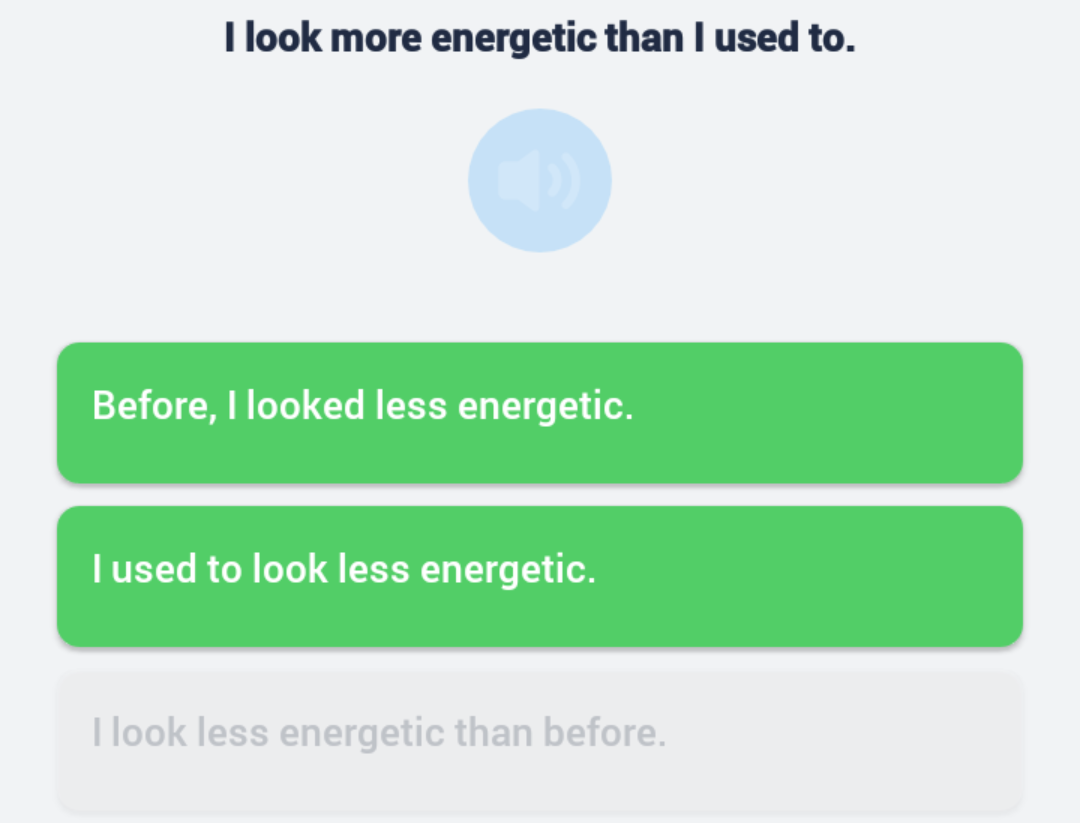 I look more energetic than I used to.
Before, I looked less energetic.
I used to look less energetic.
I look less energetic than before.